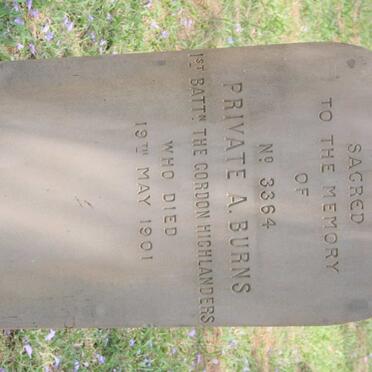 SACRED
TO THE MEMORY
OF
Nº 3364
PRIVATE A. BURNS
1ST BATTN THE GORDON HIGHLANDERS
WHO DIED
19TH MAY 1901